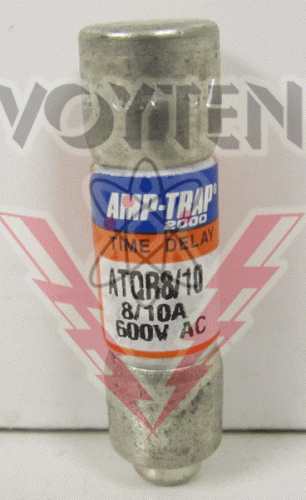 VOYTEN
AMP-TRAP®
2000
TIME DELAY
ATQR8/10
8/10A
600V AC